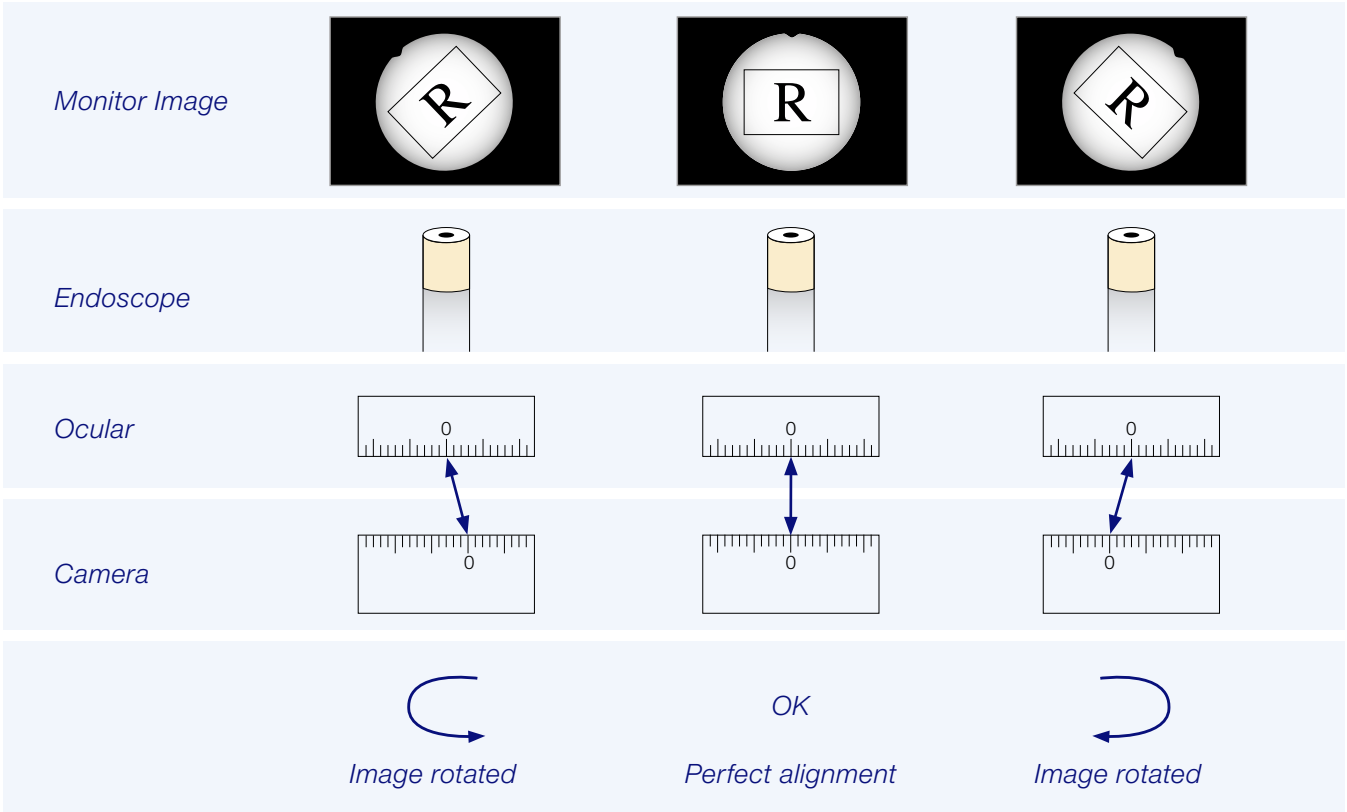 Monitor Image
R
R
R
Endoscope
Ocular
0
0
0
Camera
0
0
0
OK
Image rotated
Perfect alignment
Image rotated